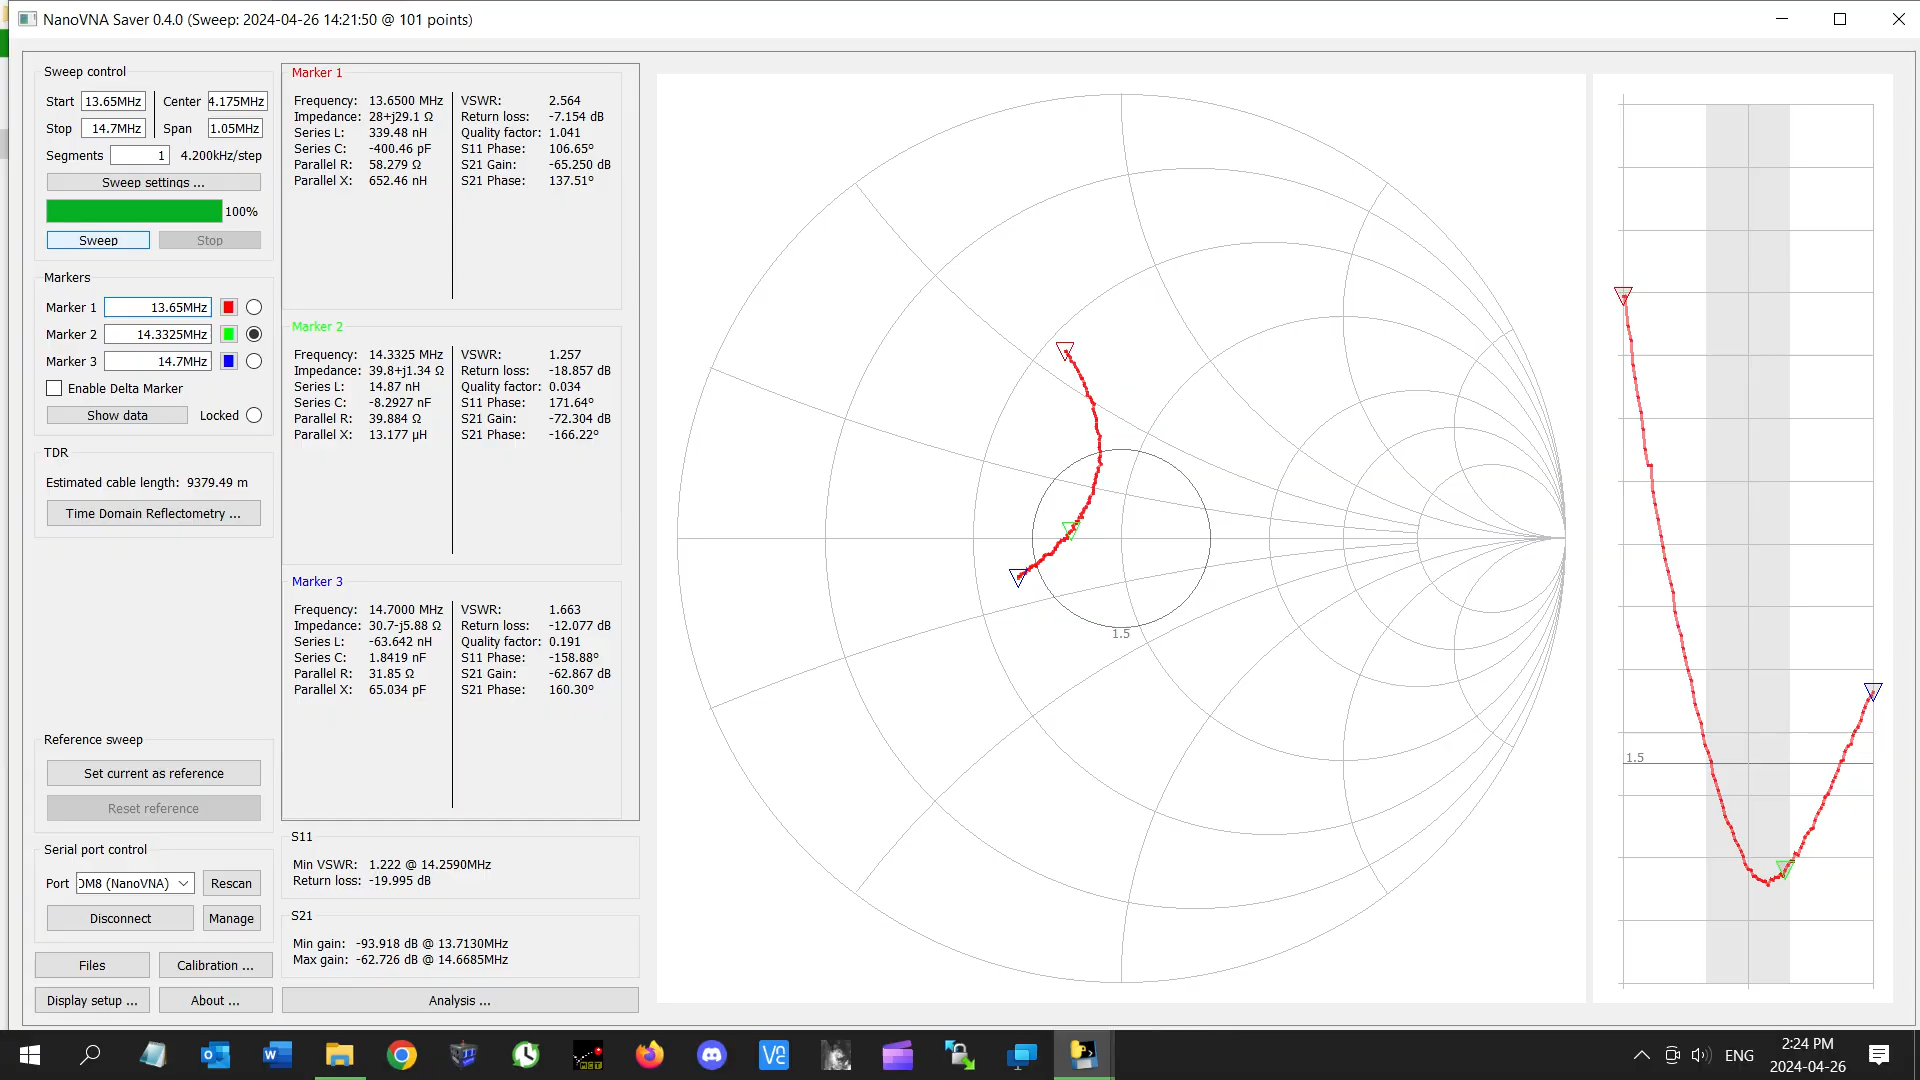 NanoVNA Saver 0.4.0 (Sweep: 2024-04-26 14:21:50 @ 101 points)
Sweep control
Start 13.65MHz Center 4.175MHz
Stop 14.7MHz Span 1.05MHz
Segments 1 4.200kHz/step
Sweep settings ...
100%
Sweep Stop
Markers
Marker 1 13.65MHz
Marker 2 14.3325MHz
Marker 3 14.7MHz
Enable Delta Marker
Show data Locked
TDR
Estimated cable length: 9379.49 m
Time Domain Reflectometry ...
Reference sweep
Set current as reference
Reset reference
Serial port control
Port OM8 (NanoVNA) Rescan
Disconnect Manage
Files Calibration ...
Display setup ... About ...
Marker 1
Frequency: 13.6500 MHz VSWR: 2.564
Impedance: 28+j29.1 Ω Return loss: -7.154 dB
Series L: 339.48 nH Quality factor: 1.041
Series C: -400.46 pF S11 Phase: 106.65°
Parallel R: 58.279 Ω S21 Gain: -65.250 dB
Parallel X: 652.46 nH S21 Phase: 137.51°
Marker 2
Frequency: 14.3325 MHz VSWR: 1.257
Impedance: 39.8+j1.34 Ω Return loss: -18.857 dB
Series L: 14.87 nH Quality factor: 0.034
Series C: -8.2927 nF S11 Phase: 171.64°
Parallel R: 39.884 Ω S21 Gain: -72.304 dB
Parallel X: 13.177 µH S21 Phase: -166.22°
Marker 3
Frequency: 14.7000 MHz VSWR: 1.663
Impedance: 30.7-j5.88 Ω Return loss: -12.077 dB
Series L: -63.642 nH Quality factor: 0.191
Series C: 1.8419 nF S11 Phase: -158.88°
Parallel R: 31.85 Ω S21 Gain: -62.867 dB
Parallel X: 65.034 pF S21 Phase: 160.30°
S11
Min VSWR: 1.222 @ 14.2590MHz
Return loss: -19.995 dB
S21
Min gain: -93.918 dB @ 13.7130MHz
Max gain: -62.726 dB @ 14.6685MHz
Analysis ...
1.5
1.5
ENG
2:24 PM
2024-04-26